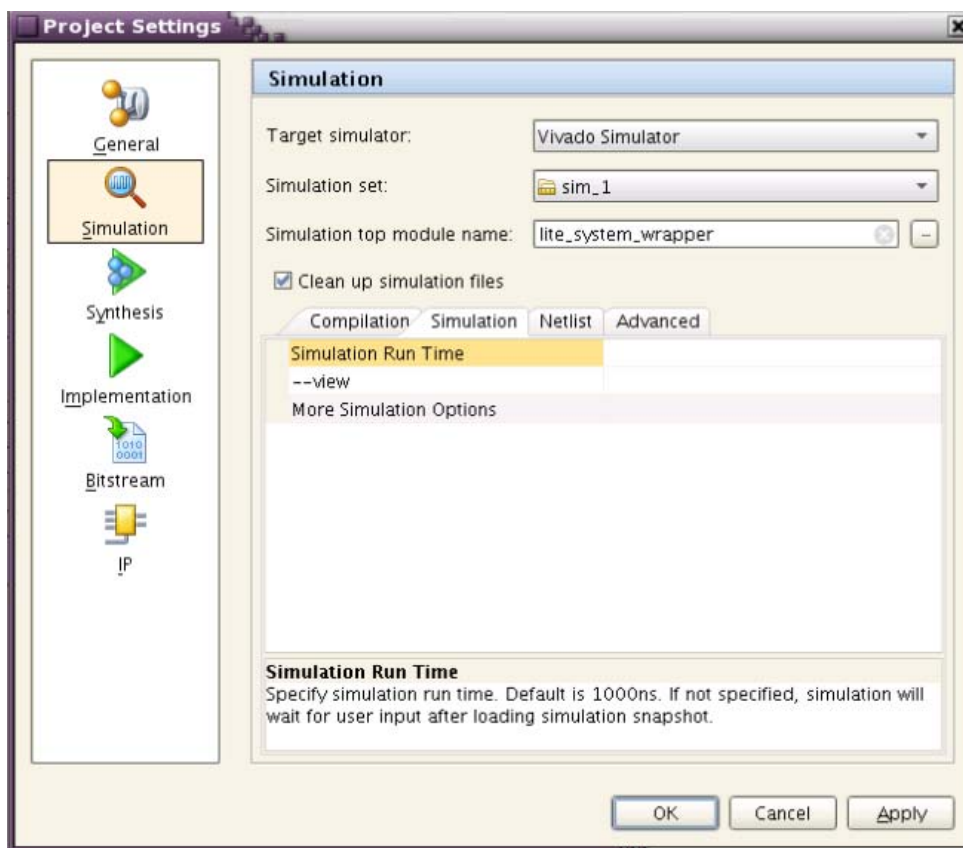 Project Settings
General
Simulation
Synthesis
Implementation
1010
0001
Bitstream
IP
Simulation
Target simulator: Vivado Simulator
Simulation set: sim_1
Simulation top module name: lite_system_wrapper
Clean up simulation files
Compilation Simulation Netlist Advanced
Simulation Run Time
--view
More Simulation Options
Simulation Run Time
Specify simulation run time. Default is 1000ns. If not specified, simulation will
wait for user input after loading simulation snapshot.
OK Cancel Apply